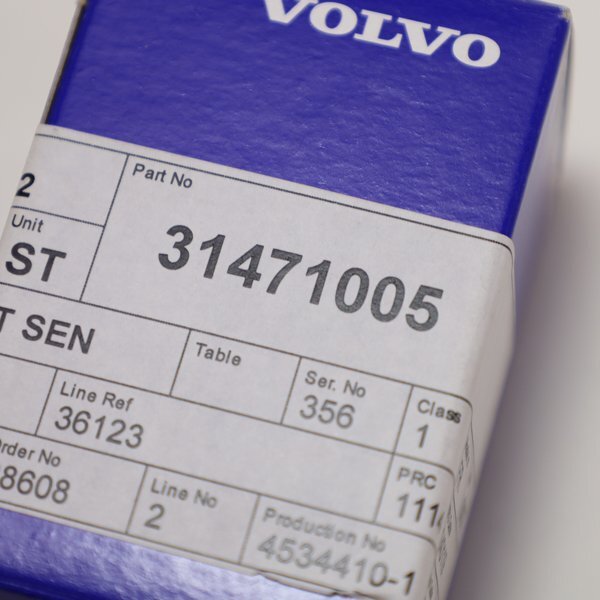 VOLVO
Part No
2
31471005
Unit
ST
T SEN
Table
Ser. No
356
Class
1
Line Ref
36123
PRC
111
Order No
8608
Line No
2
Production No
4534410-1